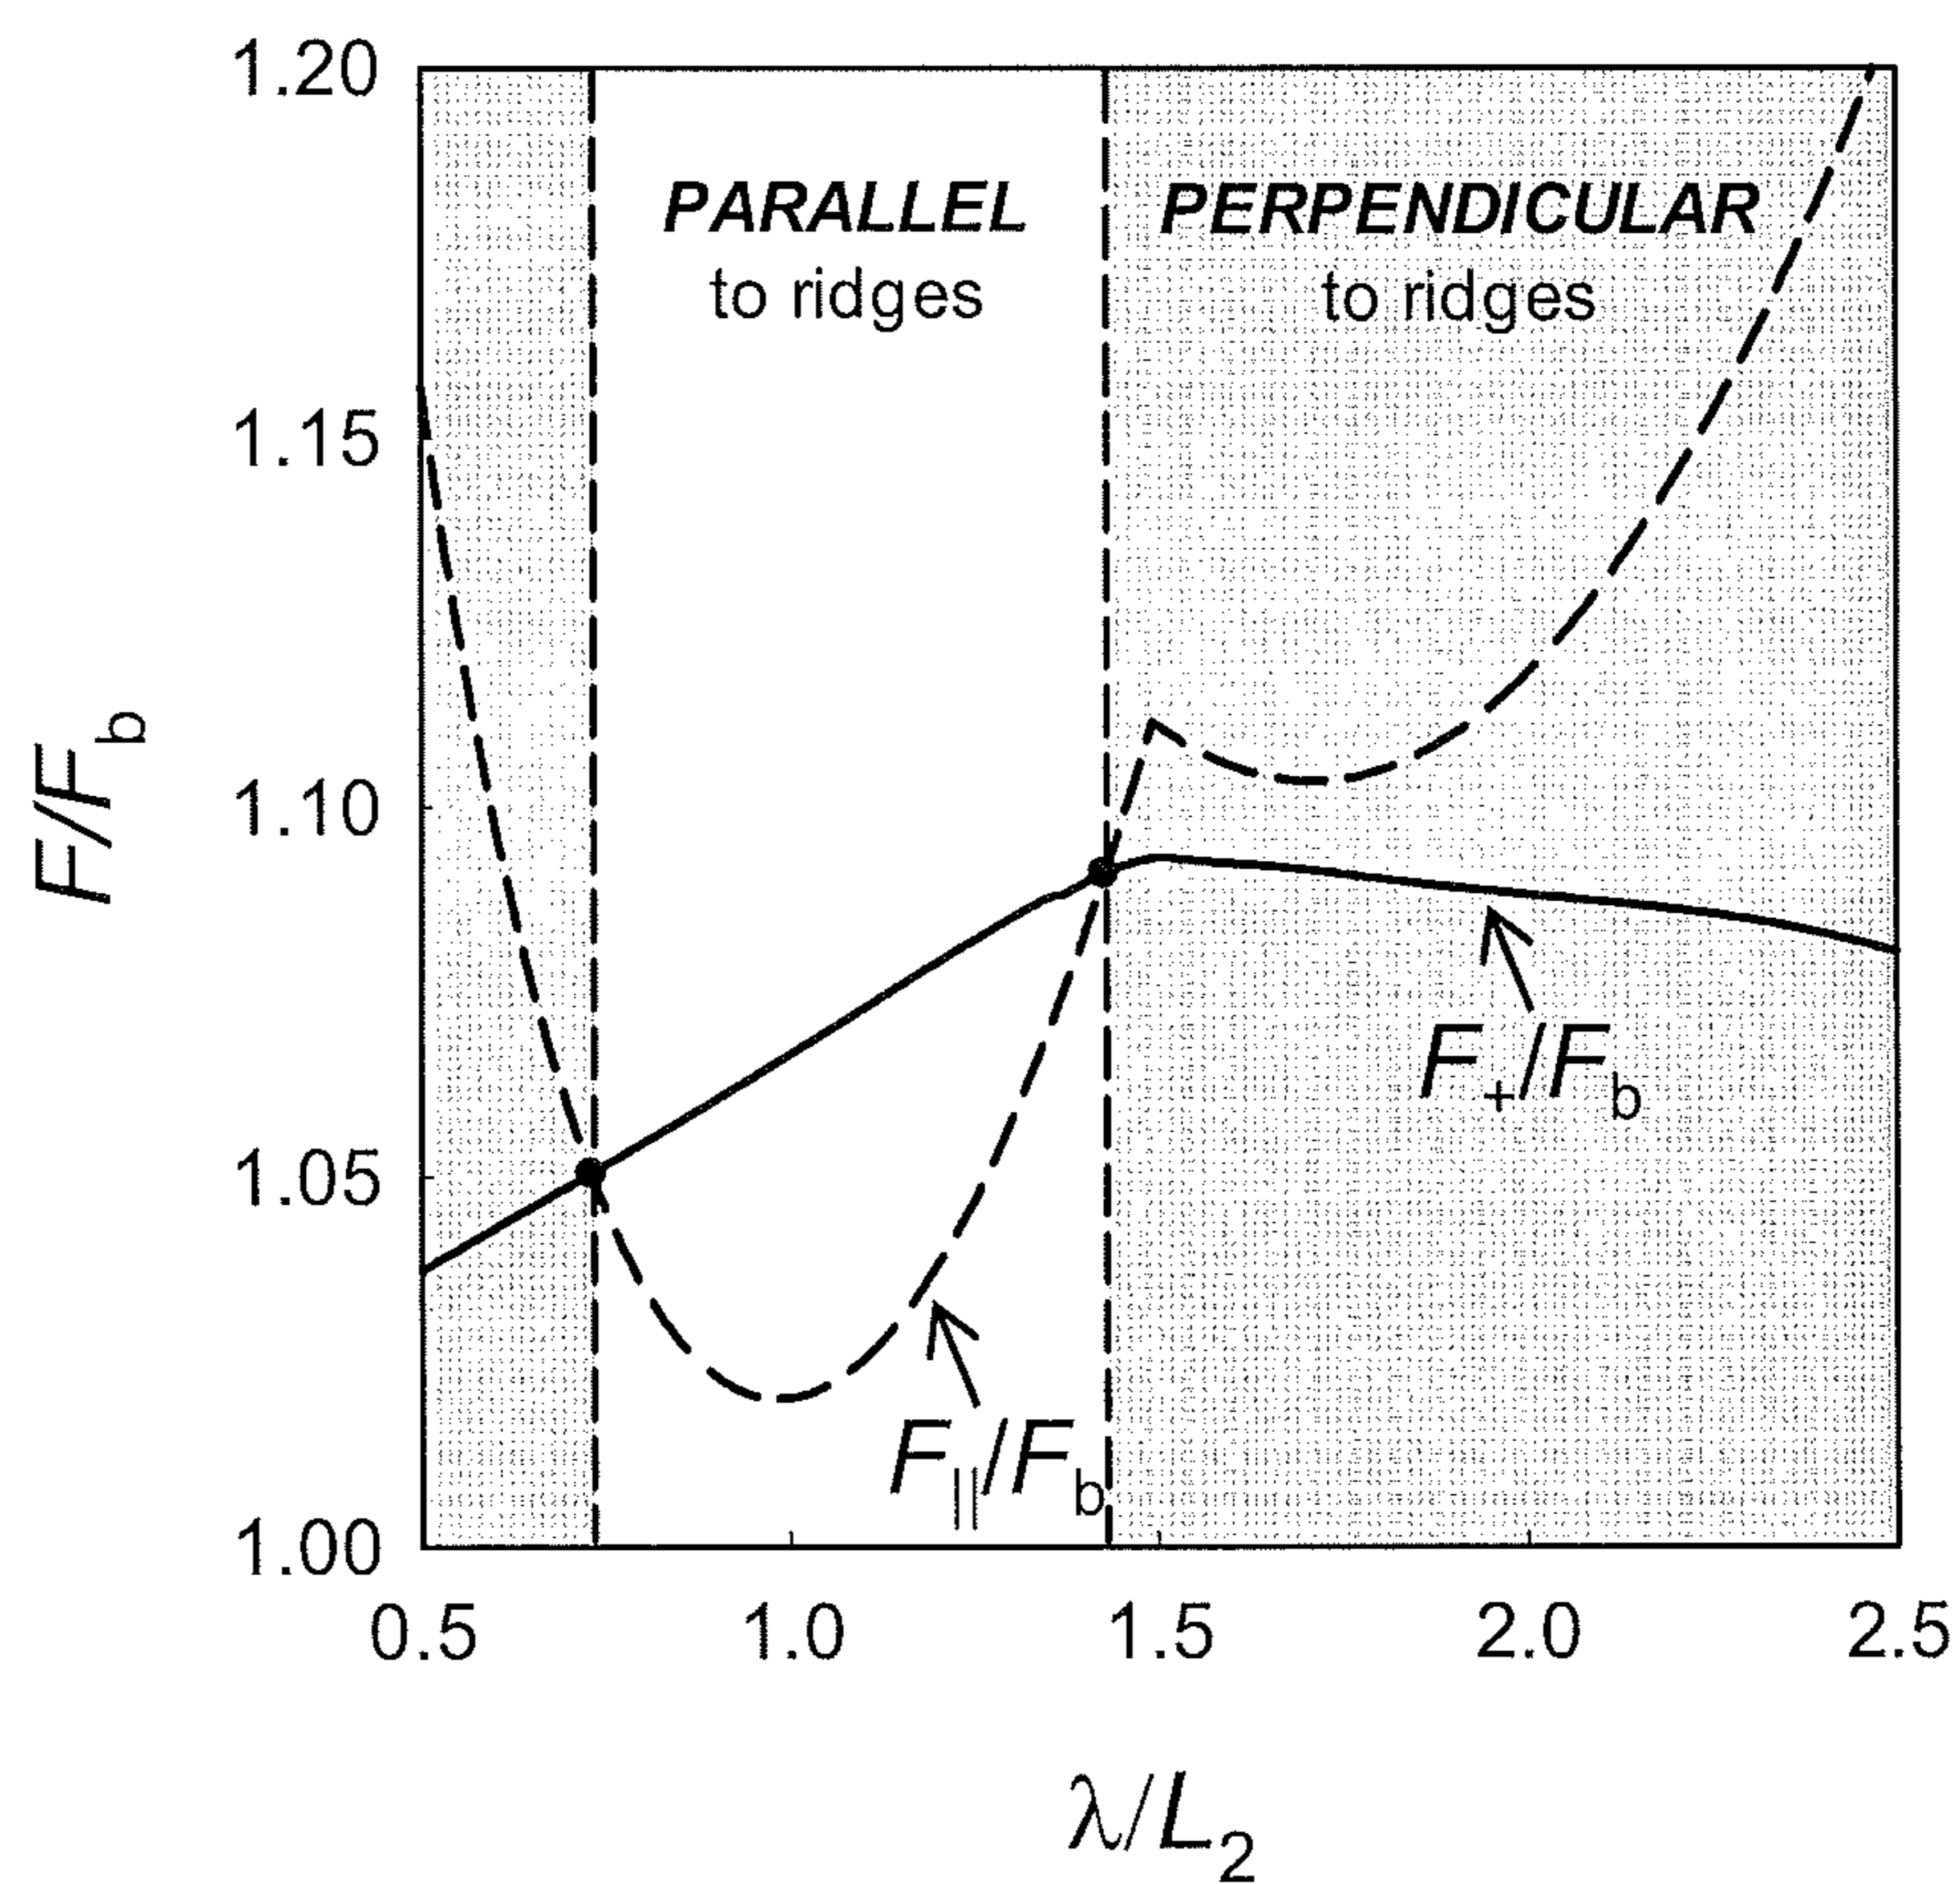 1.20
PARALLEL PERPENDICULAR
to ridges to ridges
1.15
F/F_b
1.10
F_+/F_b
1.05
F_||/F_b
1.00
0.5 1.0 1.5 2.0 2.5
λ/L_2